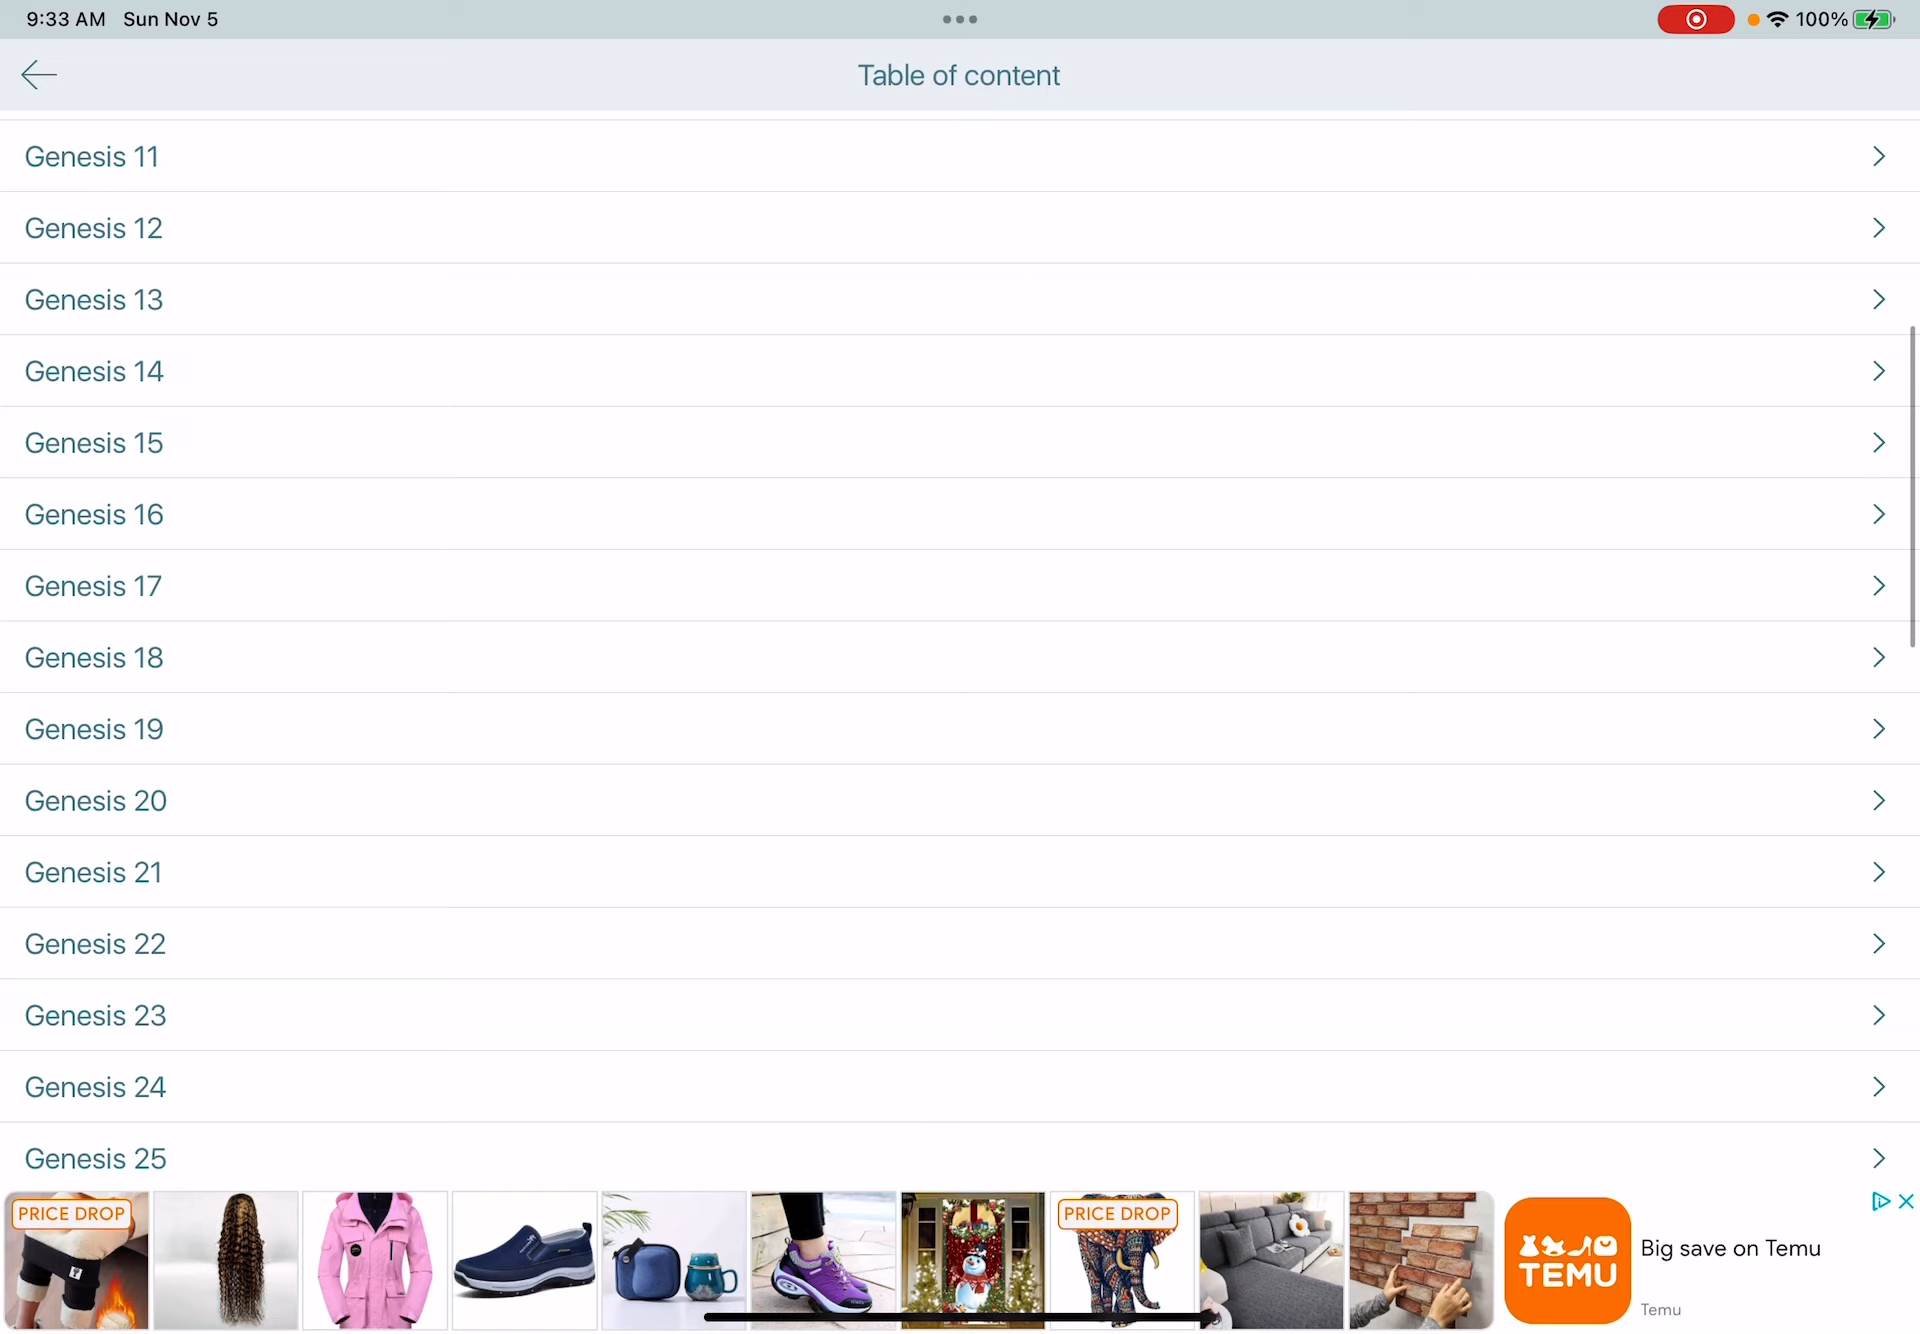 9:33 AM Sun Nov 5
100%
Table of content
Genesis 11
Genesis 12
Genesis 13
Genesis 14
Genesis 15
Genesis 16
Genesis 17
Genesis 18
Genesis 19
Genesis 20
Genesis 21
Genesis 22
Genesis 23
Genesis 24
Genesis 25
PRICE DROP
PRICE DROP
TEMU
Big save on Temu
Temu